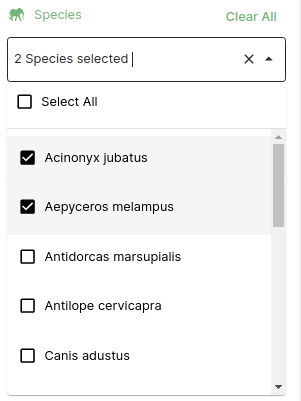 Species Clear All
2 Species selected
Select All
Acinonyx jubatus
Aepyceros melampus
Antidorcas marsupialis
Antilope cervicapra
Canis adustus